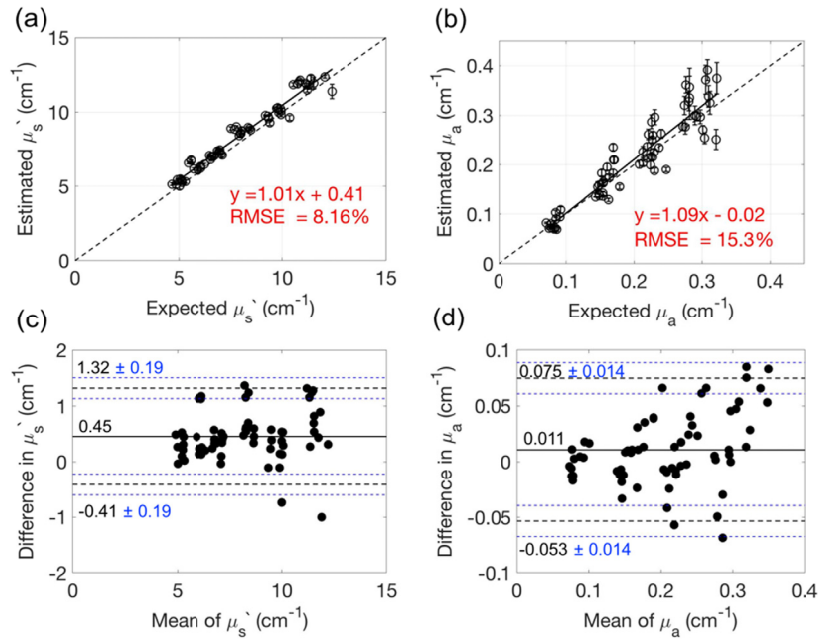 (a)
15
10
5
0
Estimated μs` (cm-1)
y =1.01x + 0.41
RMSE = 8.16%
5
10
15
Expected μs` (cm-1)
(b)
0.4
0.3
0.2
0.1
0
Estimated μa (cm-1)
y =1.09x - 0.02
RMSE = 15.3%
0.1
0.2
0.3
0.4
Expected μa (cm-1)
(c)
2
1
0
-1
-2
Difference in μs` (cm-1)
1.32 ± 0.19
0.45
-0.41 ± 0.19
0
5
10
15
Mean of μs` (cm-1)
(d)
0.1
0.05
0
-0.05
-0.1
Difference in μa (cm-1)
0.075 ± 0.014
0.011
-0.053 ± 0.014
0
0.1
0.2
0.3
0.4
Mean of μa (cm-1)